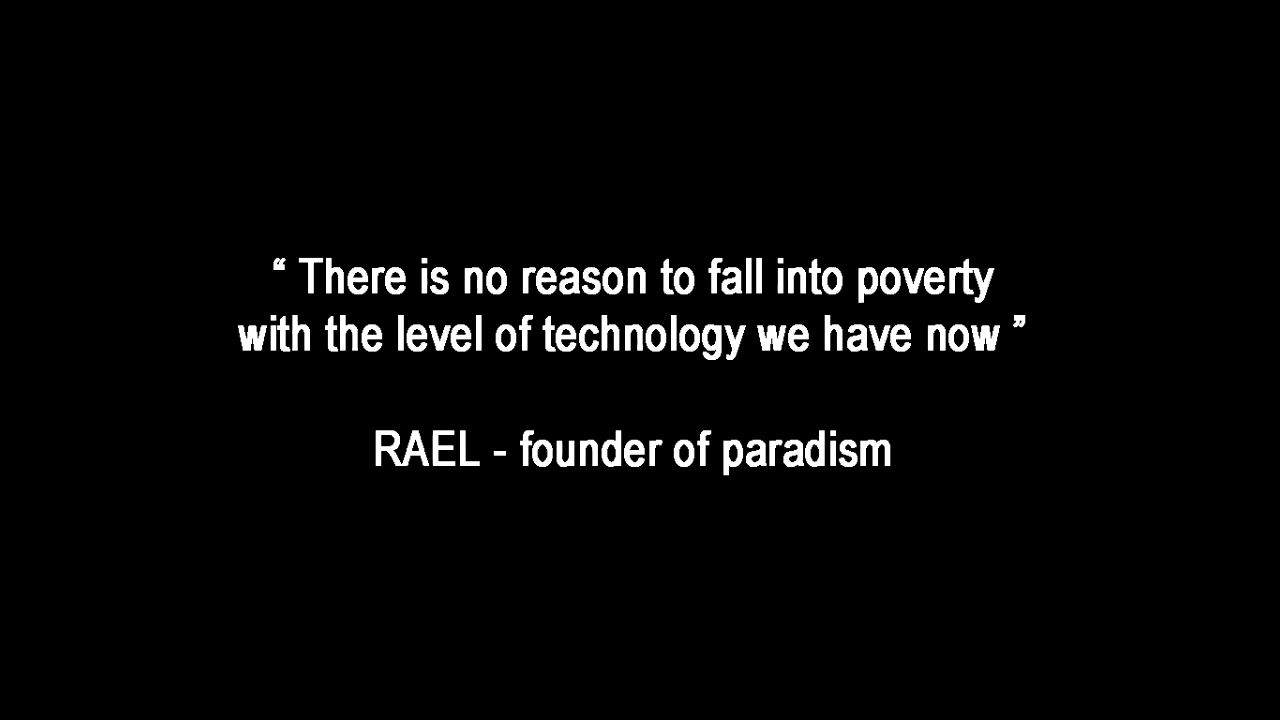 “ There is no reason to fall into poverty
with the level of technology we have now ”
RAEL - founder of paradism